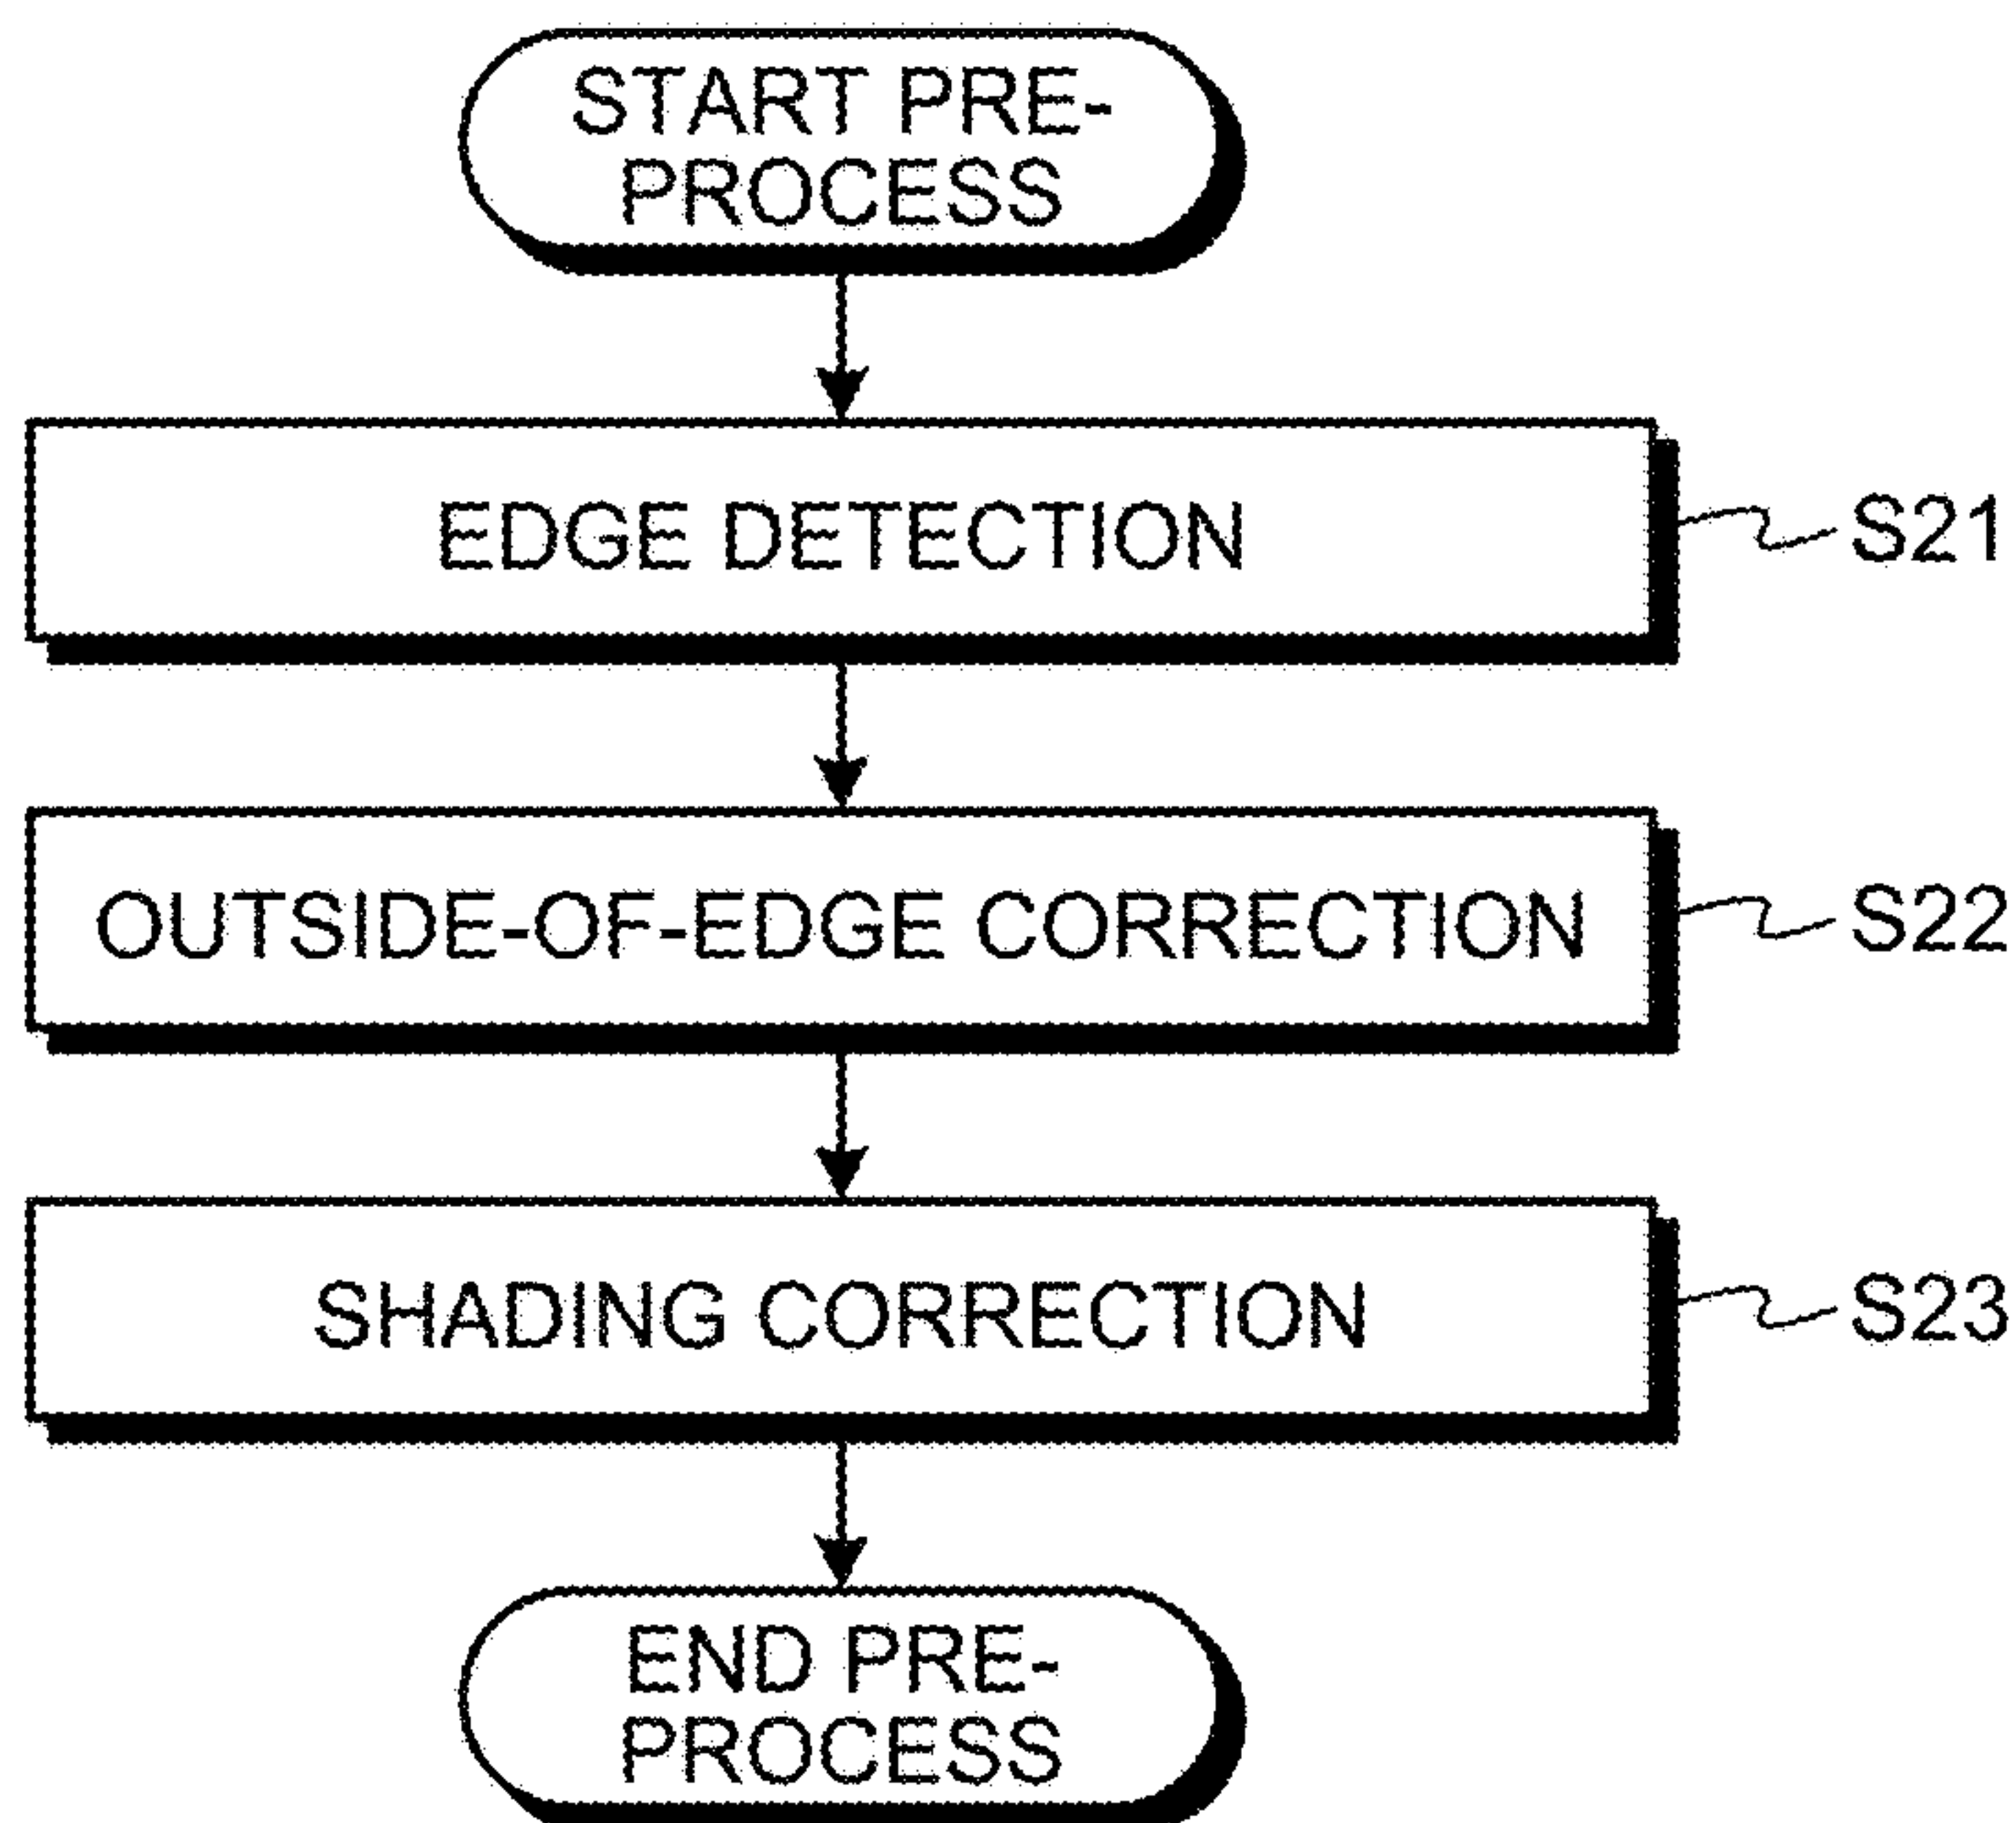 START PRE-
PROCESS
EDGE DETECTION
S21
OUTSIDE-OF-EDGE CORRECTION
S22
SHADING CORRECTION
S23
END PRE-
PROCESS